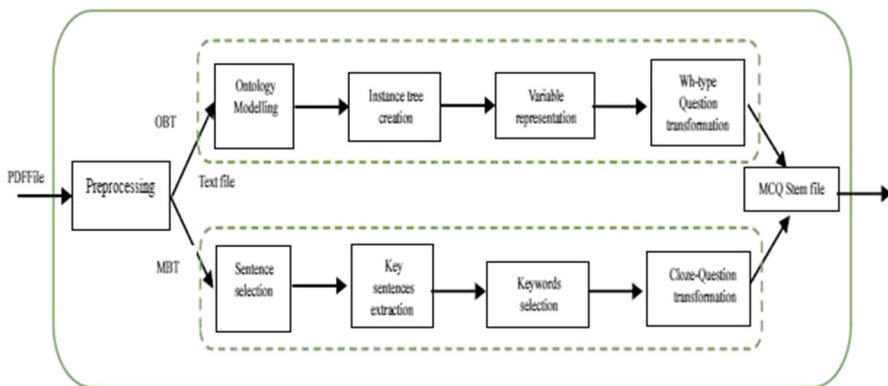 Ontology
Modelling
Instance tree
creation
Variable
representation
Wh-type
Question
transformation
OBT
PDFFile
Preprocessing
Text file
MCQ Stem file
MBT
Sentence
selection
Key
sentences
extraction
Keywords
selection
Cloze-Question
transformation